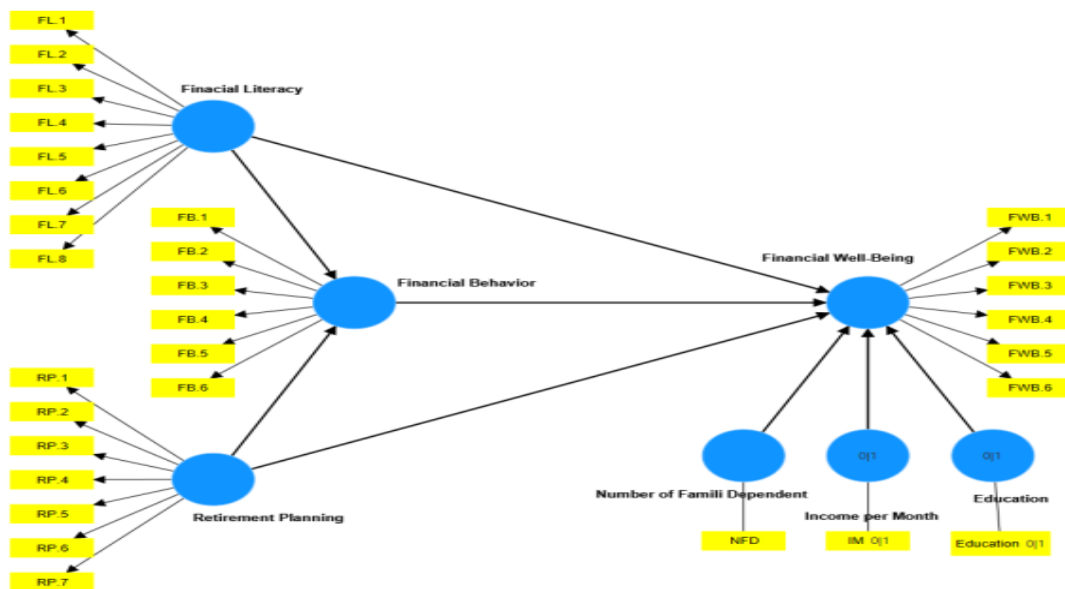 FL.1
FL.2
FL.3
FL.4
FL.5
FL.6
FL.7
FL.8
Finacial Literacy
FB.1
FB.2
FB.3
FB.4
FB.5
FB.6
Financial Behavior
RP.1
RP.2
RP.3
RP.4
RP.5
RP.6
RP.7
Retirement Planning
Financial Well-Being
FWB.1
FWB.2
FWB.3
FWB.4
FWB.5
FWB.6
0|1
0|1
Number of Famili Dependent
Income per Month
Education
NFD
IM 0|1
Education 0|1